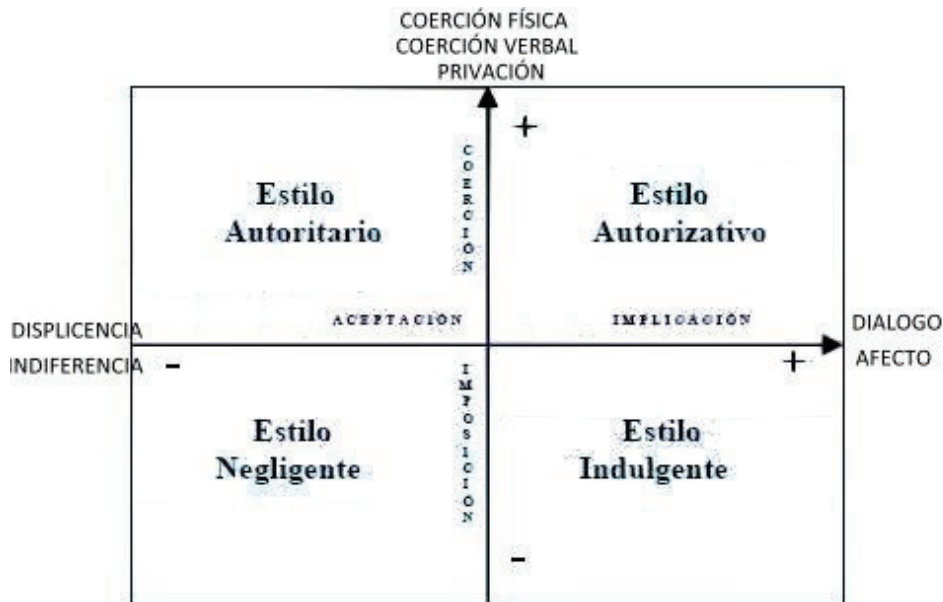 COERCIÓN FÍSICA
COERCIÓN VERBAL
PRIVACIÓN
+
COERCIÓN
Estilo
Autoritario
Estilo
Autorizativo
ACEPTACIÓN
IMPLICACIÓN
DISPLICENCIA
INDIFERENCIA
DIALOGO
AFECTO
-
+
IMPOSICIÓN
Estilo
Negligente
Estilo
Indulgente
-